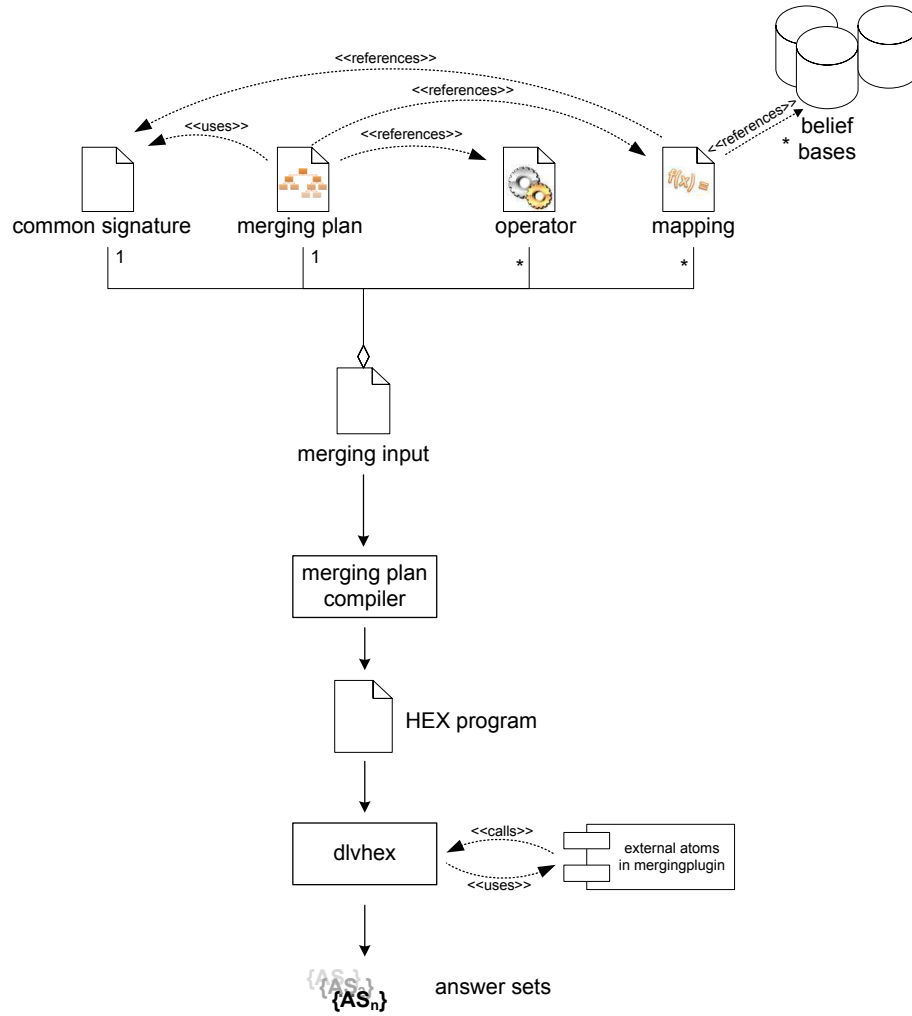 <<references>>
<<references>>
<<uses>>
<<references>>
<<references>>
belief
* bases
f(x) =
common signature
merging plan
operator
mapping
1
1
*
*
merging input
merging plan
compiler
HEX program
<<calls>>
dlvhex
external atoms
in mergingplugin
<<uses>>
{ASn}
answer sets